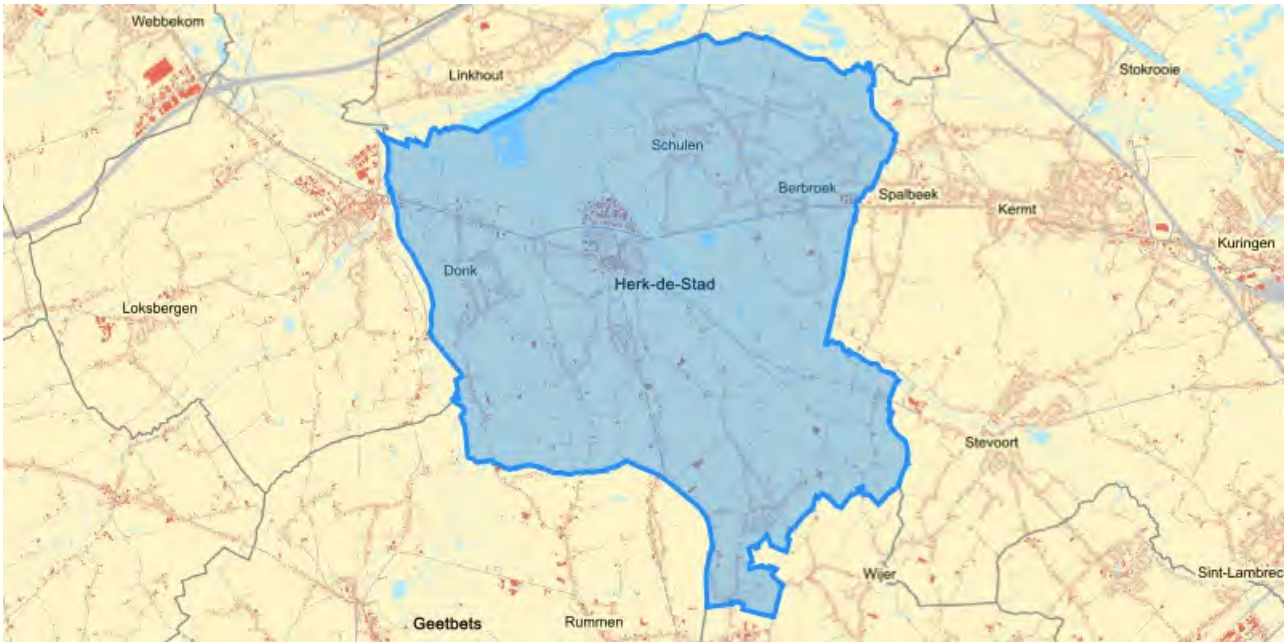 Webbekom
Linkhout
Stokrooie
Schulen
Berbroek
Spalbeek
Kermt
Kuringen
Donk
Herk-de-Stad
Loksbergen
Stevoort
Wijer
Sint-Lambrec
Geetbets
Rummen